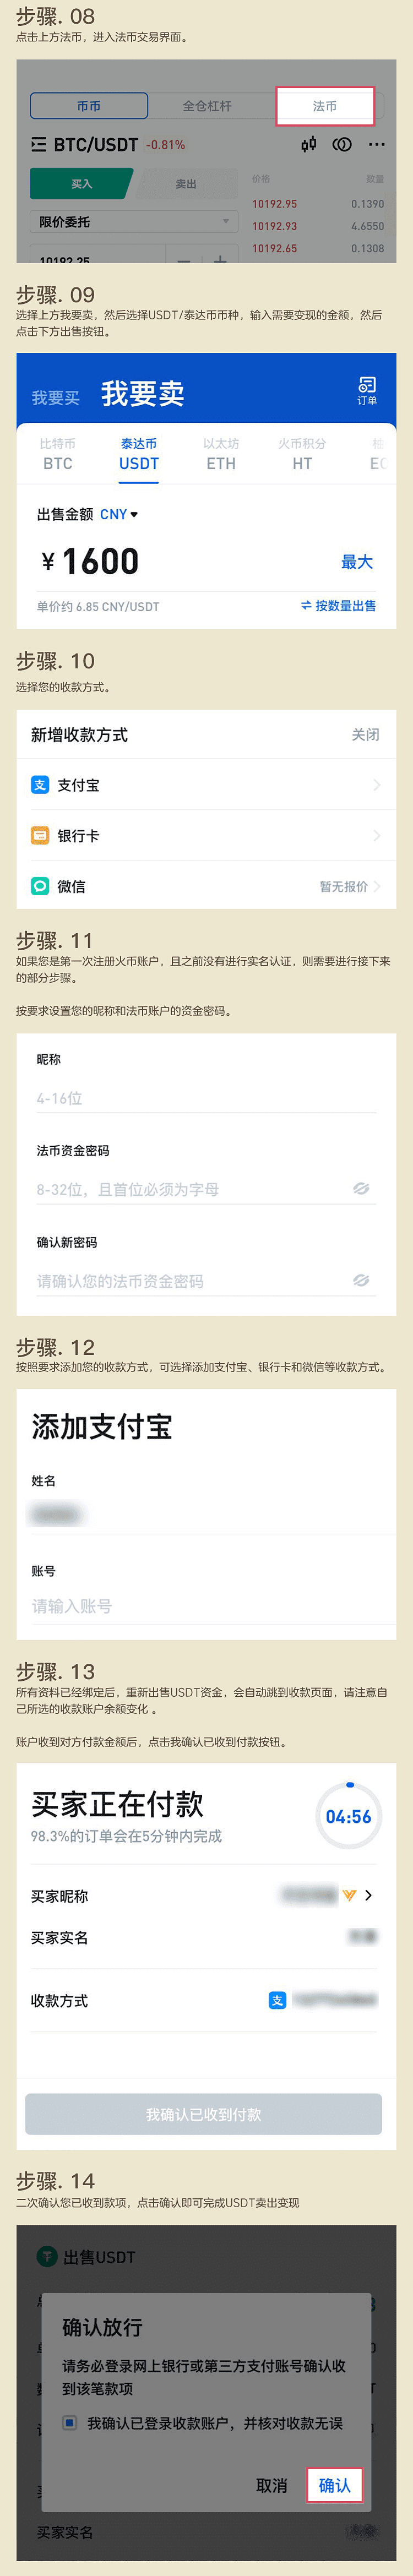 步骤. 08
点击上方法币，进入法币交易界面。
币币
全仓杠杆
法币
BTC/USDT -0.81%
买入
卖出
价格
数量
限价委托
10192.95 0.1390
10192.93 4.6550
10192.65 0.1308
10192.25
步骤. 09
选择上方我要卖，然后选择USDT/泰达币币种，输入需要变现的金额，然后
点击下方出售按钮。
我要买 我要卖
订单
比特币 泰达币 以太坊 火币积分 柚
BTC USDT ETH HT EO
出售金额 CNY
¥ 1600 最大
单价约 6.85 CNY/USDT 按数量出售
步骤. 10
选择您的收款方式。
新增收款方式 关闭
支 支付宝
银行卡
微信 暂无报价
步骤. 11
如果您是第一次注册火币账户，且之前没有进行实名认证，则需要进行接下来
的部分步骤。
按要求设置您的昵称和法币账户的资金密码。
昵称
4-16位
法币资金密码
8-32位，且首位必须为字母
确认新密码
请确认您的法币资金密码
步骤. 12
按照要求添加您的收款方式，可选择添加支付宝、银行卡和微信等收款方式。
添加支付宝
姓名
账号
请输入账号
步骤. 13
所有资料已经绑定后，重新出售USDT资金，会自动跳到收款页面，请注意自
己所选的收款账户余额变化 。
账户收到对方付款金额后，点击我确认已收到付款按钮。
买家正在付款
04:56
98.3%的订单会在5分钟内完成
买家昵称
买家实名
收款方式 支
我确认已收到付款
步骤. 14
二次确认您已收到款项，点击确认即可完成USDT卖出变现
出售USDT
确认放行
请务必登录网上银行或第三方支付账号确认收
到该笔款项
我确认已登录收款账户，并核对收款无误
取消 确认
买家实名